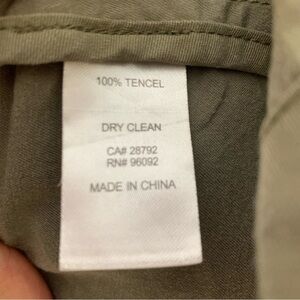 100% TENCEL
DRY CLEAN
CA# 28792
RN# 96092
MADE IN CHINA